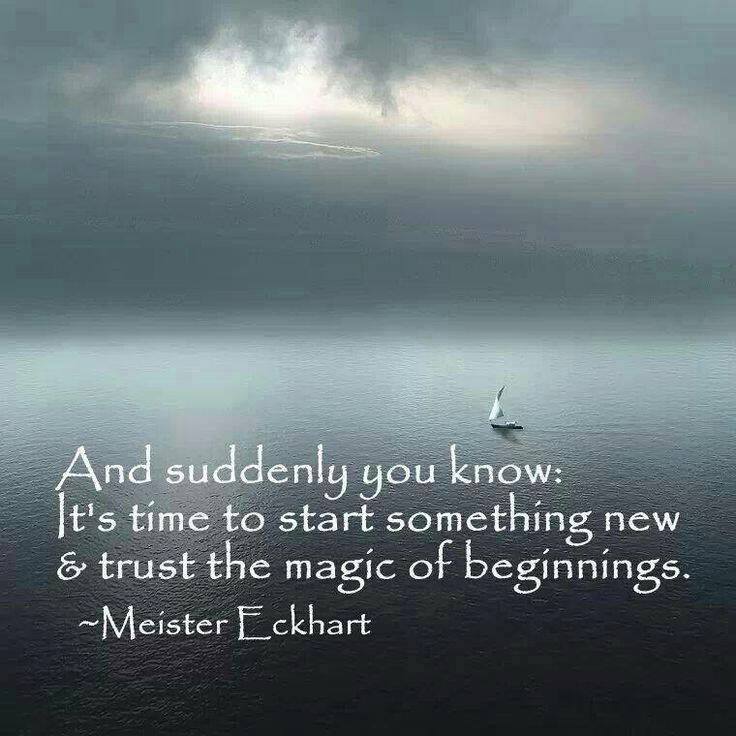 And suddenly you know:
It's time to start something new
& trust the magic of beginnings.
~Meister Eckhart